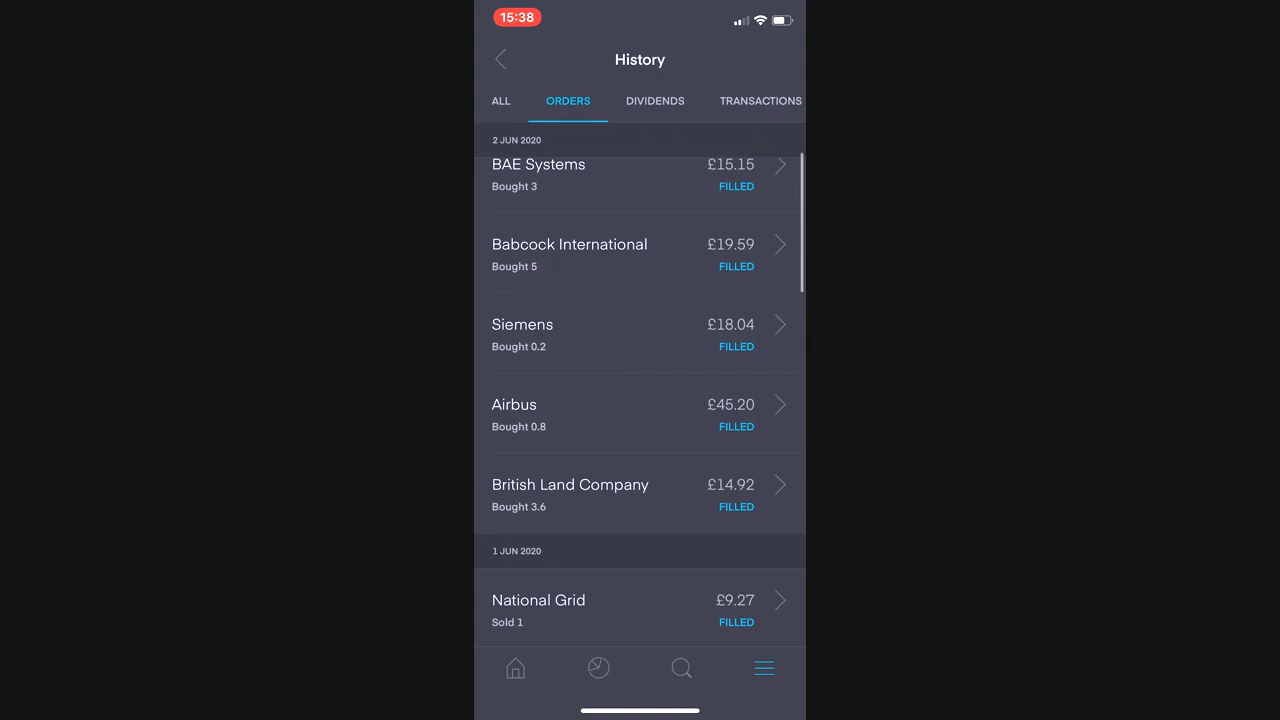 15:38
History
ALL ORDERS DIVIDENDS TRANSACTIONS
2 JUN 2020
BAE Systems £15.15
Bought 3 FILLED
Babcock International £19.59
Bought 5 FILLED
Siemens £18.04
Bought 0.2 FILLED
Airbus £45.20
Bought 0.8 FILLED
British Land Company £14.92
Bought 3.6 FILLED
1 JUN 2020
National Grid £9.27
Sold 1 FILLED